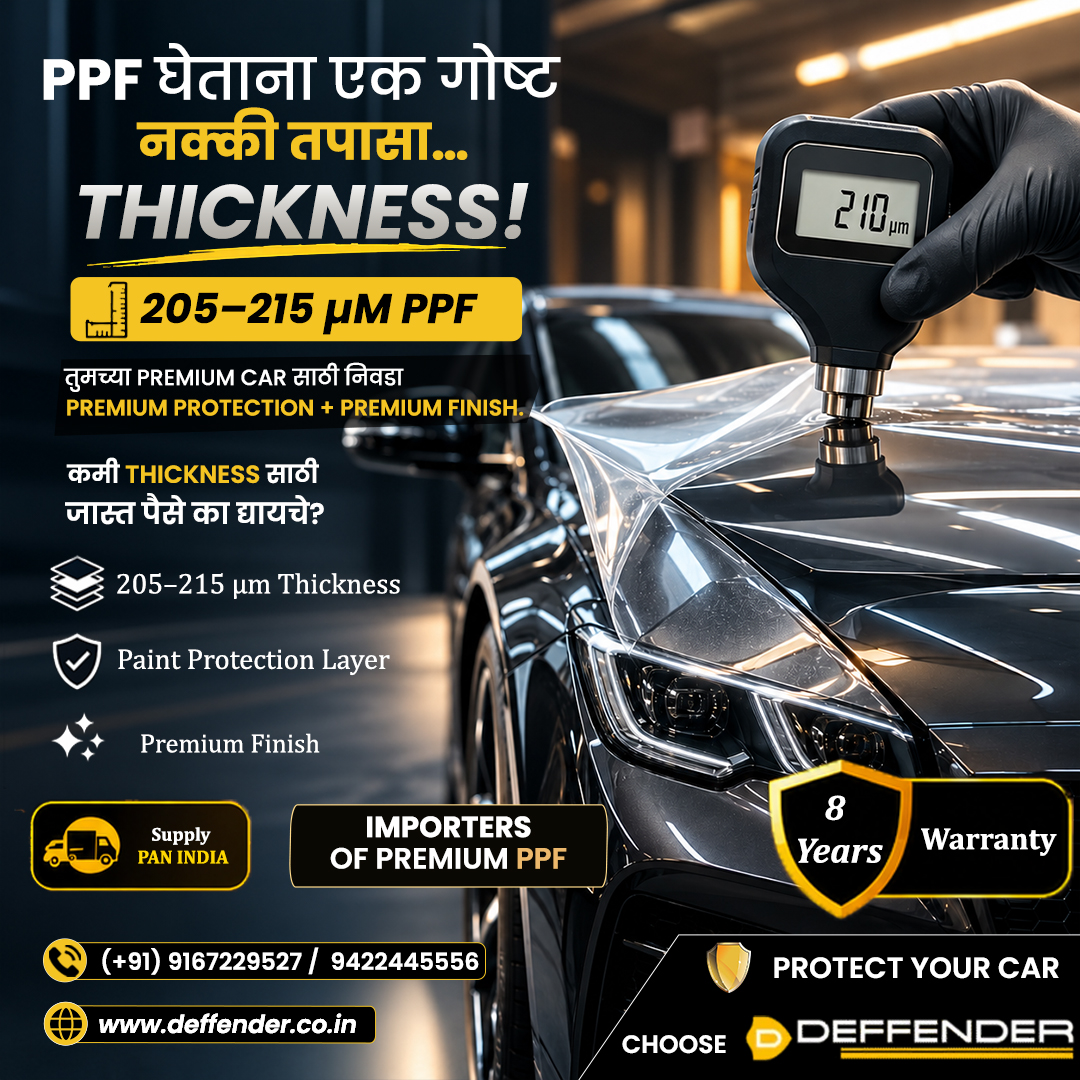 PPF घेताना एक गोष्ट
नक्की तपासा...
THICKNESS!
205–215 µM PPF
तुमच्या PREMIUM CAR साठी निवडा
PREMIUM PROTECTION + PREMIUM FINISH.
कमी THICKNESS साठी
जास्त पैसे का द्यायचे?
205–215 µm Thickness
Paint Protection Layer
Premium Finish
210 µm
Supply
PAN INDIA
IMPORTERS
OF PREMIUM PPF
8
Years
Warranty
(+91) 9167229527 / 9422445556
www.deffender.co.in
PROTECT YOUR CAR
CHOOSE DEFFENDER